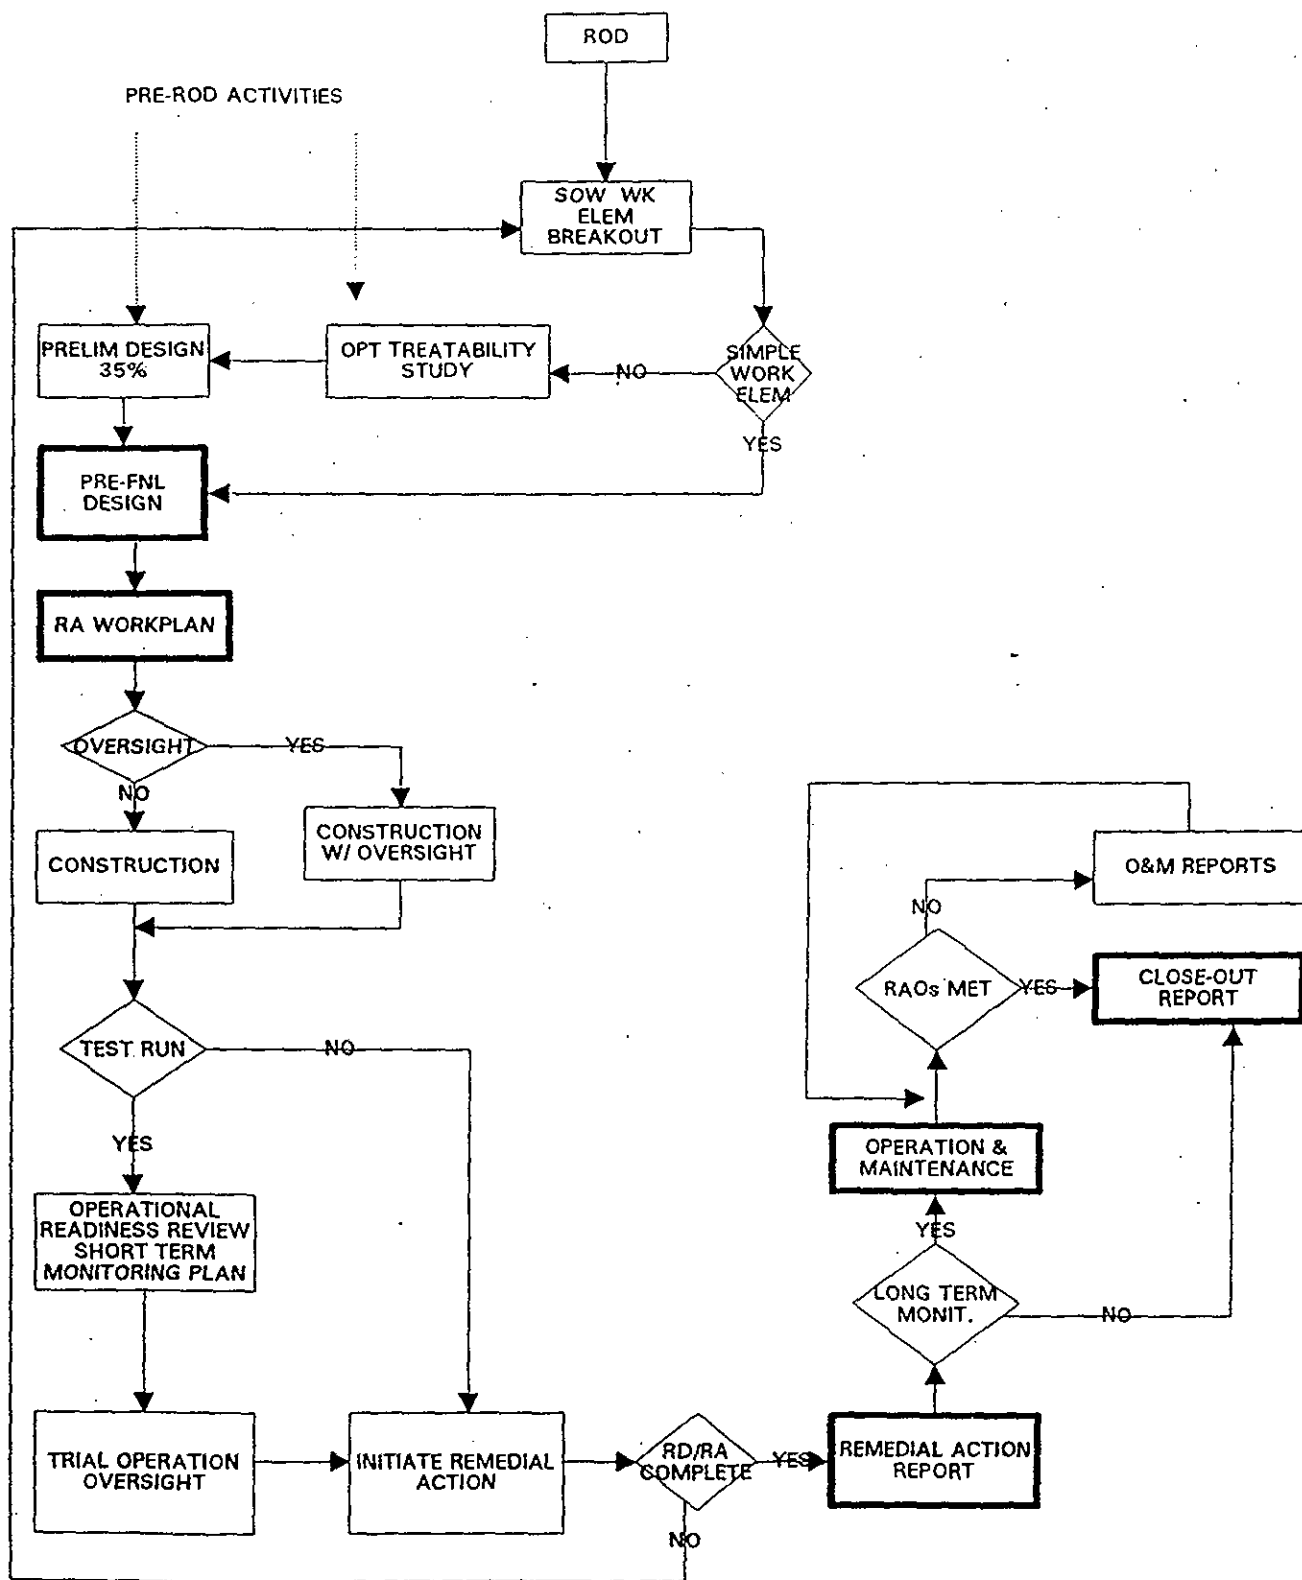 ROD
PRE-ROD ACTIVITIES
SOW WK
ELEM
BREAKOUT
PRELIM DESIGN
35%
OPT TREATABILITY
STUDY
NO
SIMPLE
WORK
ELEM
YES
PRE-FNL
DESIGN
RA WORKPLAN
OVERSIGHT
YES
NO
CONSTRUCTION
CONSTRUCTION
W/ OVERSIGHT
O&M REPORTS
NO
RAOs MET
YES
CLOSE-OUT
REPORT
TEST RUN
NO
YES
OPERATION &
MAINTENANCE
OPERATIONAL
READINESS REVIEW
SHORT TERM
MONITORING PLAN
YES
LONG TERM
MONIT.
NO
TRIAL OPERATION
OVERSIGHT
INITIATE REMEDIAL
ACTION
RD/RA
COMPLETE
YES
REMEDIAL ACTION
REPORT
NO